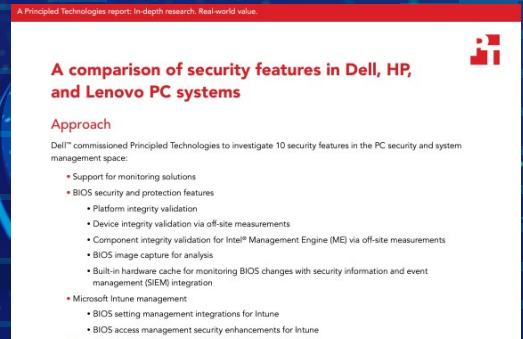 A Principled Technologies report: In-depth research. Real-world value.
PT
A comparison of security features in Dell, HP,
and Lenovo PC systems
Approach
Dell™ commissioned Principled Technologies to investigate 10 security features in the PC security and system
management space:
• Support for monitoring solutions
• BIOS security and protection features
• Platform integrity validation
• Device integrity validation via off-site measurements
• Component integrity validation for Intel® Management Engine (ME) via off-site measurements
• BIOS image capture for analysis
• Built-in hardware cache for monitoring BIOS changes with security information and event
management (SIEM) integration
• Microsoft Intune management
• BIOS setting management integrations for Intune
• BIOS access management security enhancements for Intune